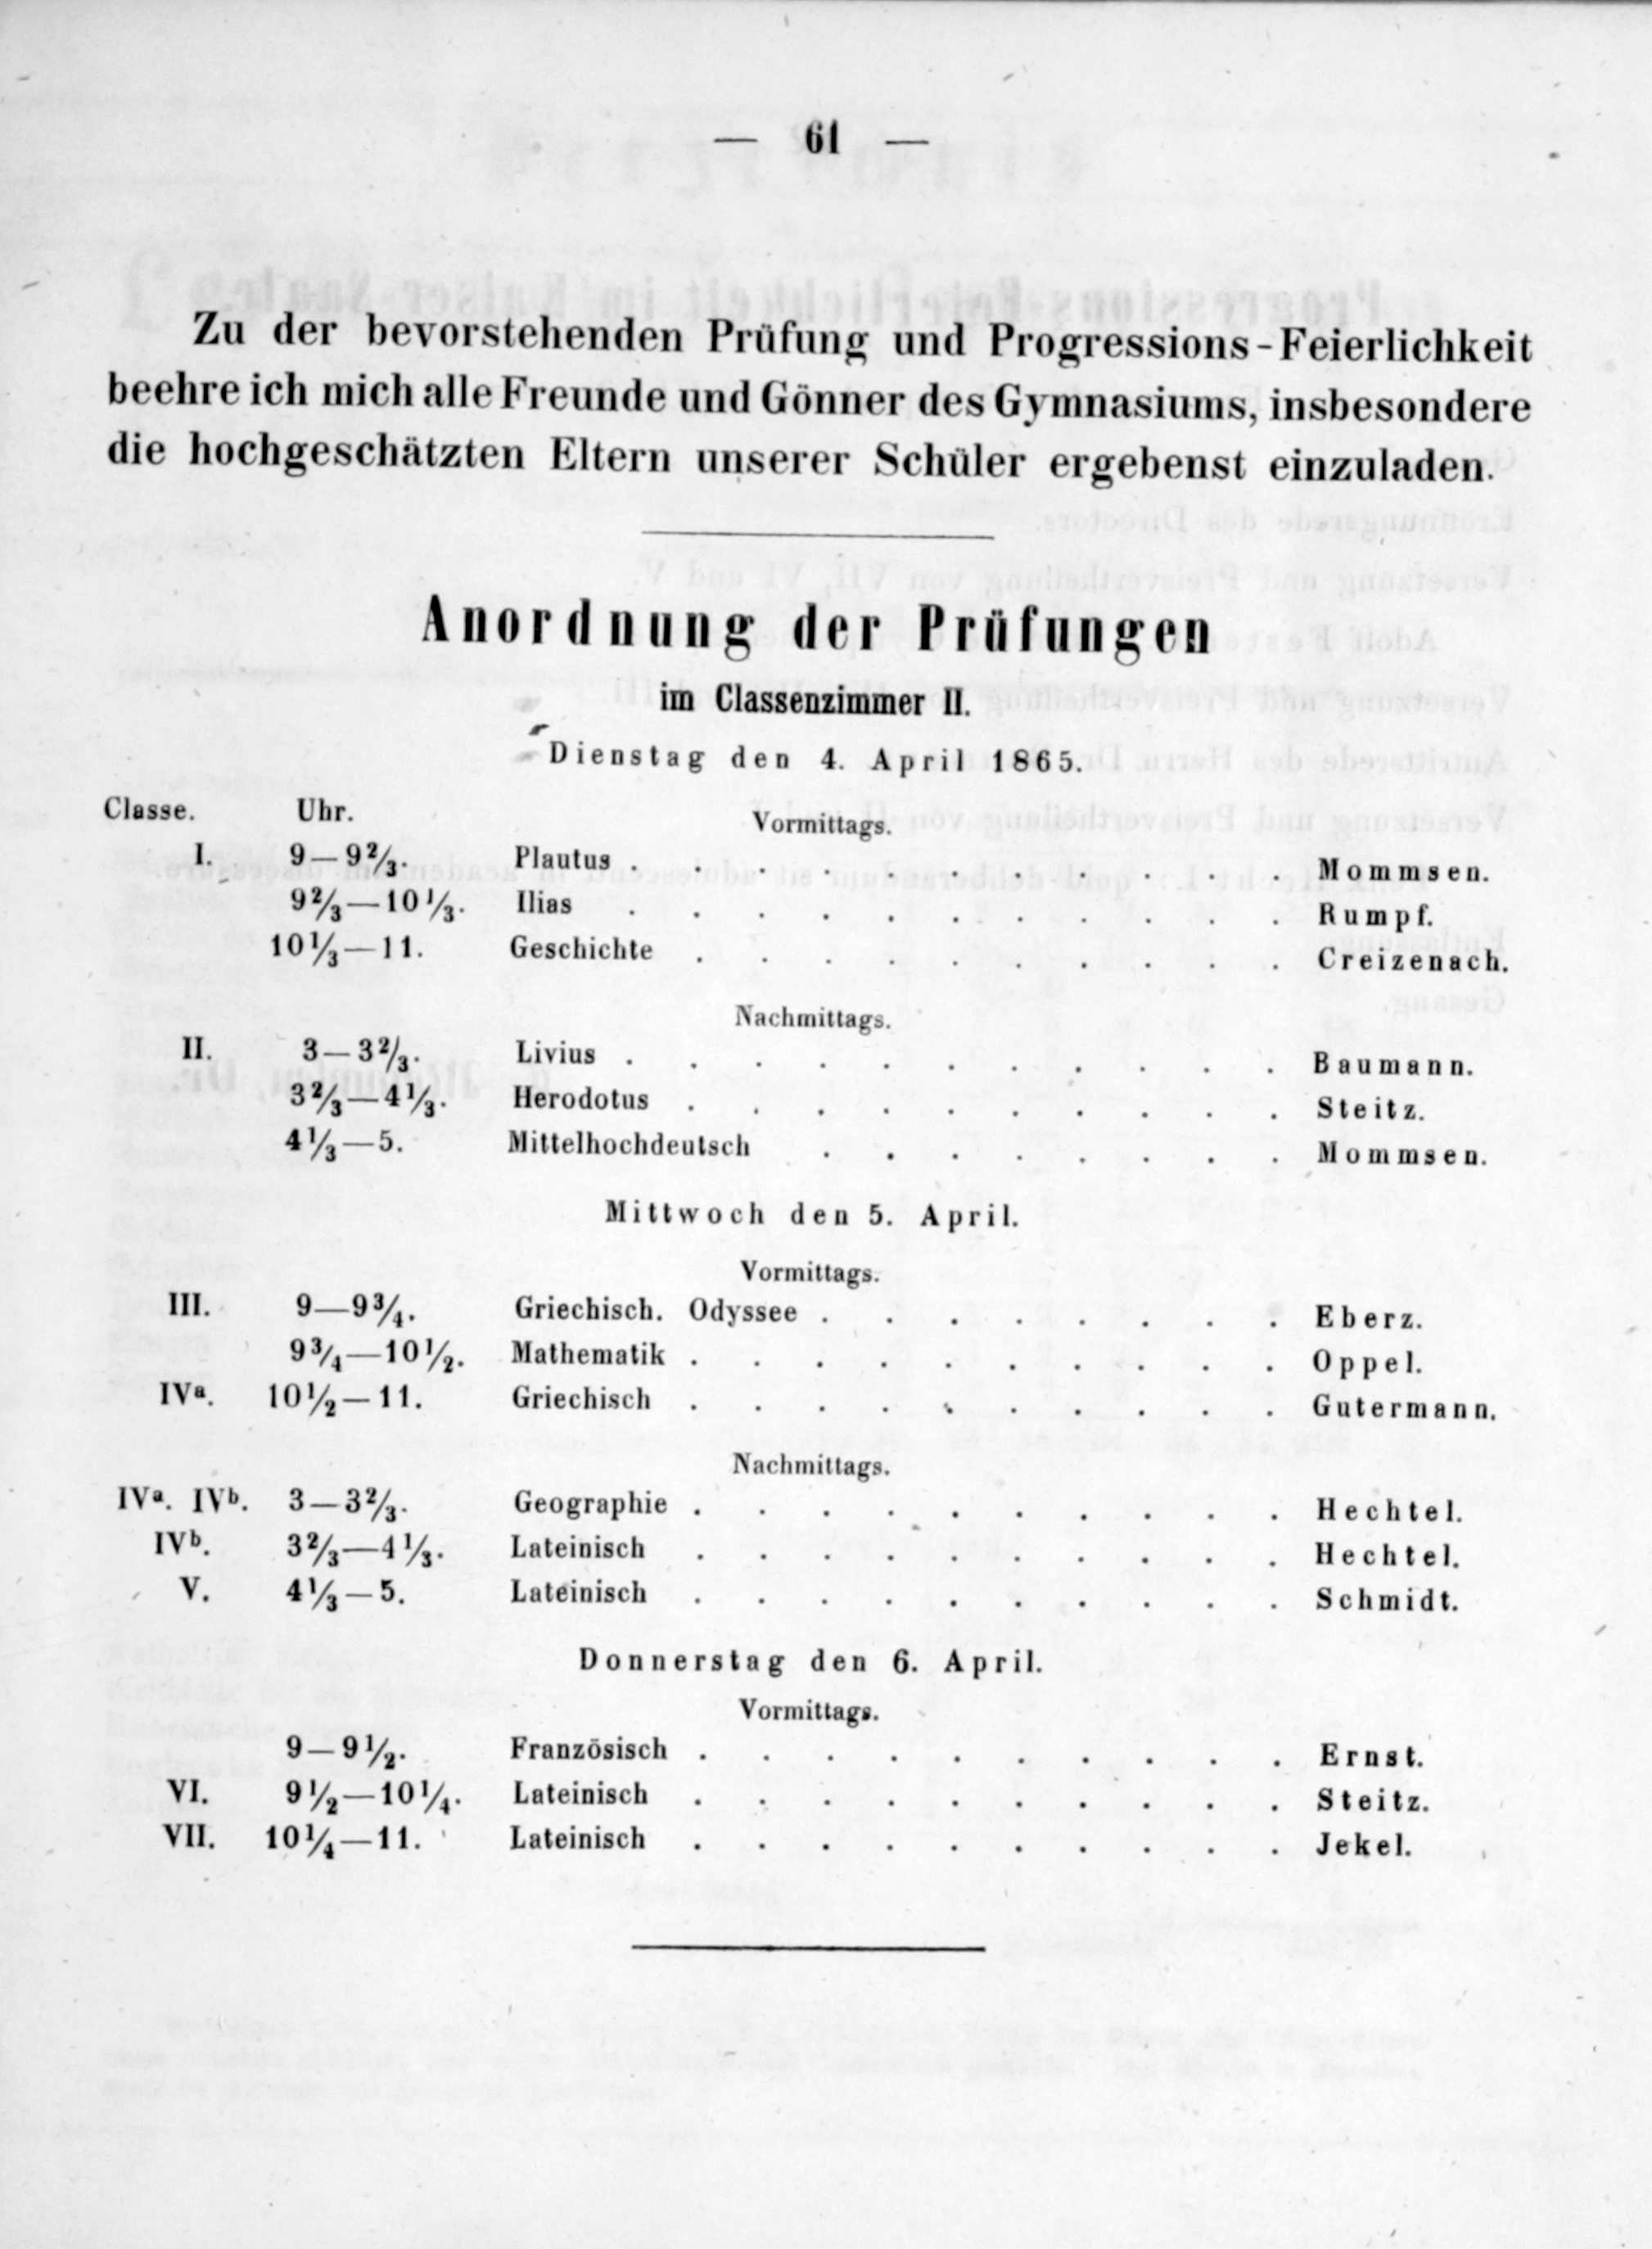 — 61 —
Zu der bevorstehenden Prüfung und Progressions-Feierlichkeit
beehre ich mich alle Freunde und Gönner des Gymnasiums, insbesondere
die hochgeschätzten Eltern unserer Schüler ergebenst einzuladen.
Anordnung der Prüfungen
im Classenzimmer II.
Dienstag den 4. April 1865.
Classe. Uhr. Vormittags.
I. 9—9⅔. Plautus . . . . . . . . . . . Mommsen.
9⅔—10⅓. Ilias . . . . . . . . . . . Rumpf.
10⅓—11. Geschichte . . . . . . . . . . Creizenach.
Nachmittags.
II. 3—3⅔. Livius . . . . . . . . . . . Baumann.
3⅔—4⅓. Herodotus . . . . . . . . . . Steitz.
4⅓—5. Mittelhochdeutsch . . . . . . . . Mommsen.
Mittwoch den 5. April.
Vormittags.
III. 9—9¾. Griechisch. Odyssee . . . . . . . . Eberz.
9¾—10½. Mathematik . . . . . . . . . . Oppel.
IVa. 10½—11. Griechisch . . . . . . . . . . Gutermann.
Nachmittags.
IVa. IVb. 3—3⅔. Geographie . . . . . . . . . . Hechtel.
IVb. 3⅔—4⅓. Lateinisch . . . . . . . . . . Hechtel.
V. 4⅓—5. Lateinisch . . . . . . . . . . Schmidt.
Donnerstag den 6. April.
Vormittags.
9—9½. Französisch . . . . . . . . . . Ernst.
VI. 9½—10¼. Lateinisch . . . . . . . . . . Steitz.
VII. 10¼—11. Lateinisch . . . . . . . . . . Jekel.